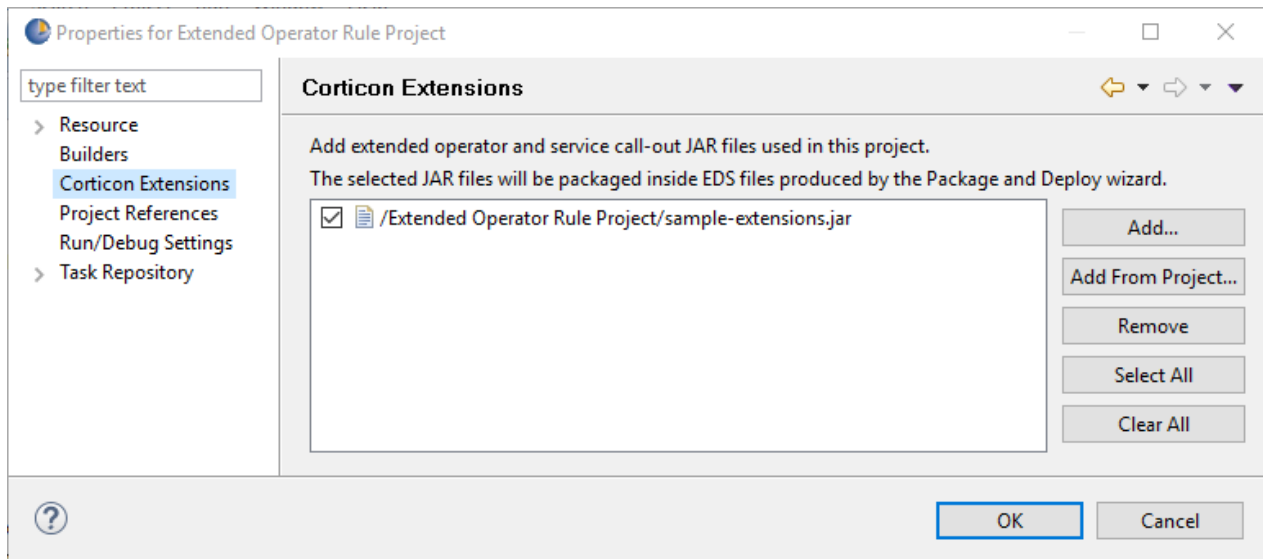 Properties for Extended Operator Rule Project
type filter text
Resource
Builders
Corticon Extensions
Project References
Run/Debug Settings
Task Repository
Corticon Extensions
Add extended operator and service call-out JAR files used in this project.
The selected JAR files will be packaged inside EDS files produced by the Package and Deploy wizard.
/Extended Operator Rule Project/sample-extensions.jar
Add...
Add From Project...
Remove
Select All
Clear All
?
OK
Cancel